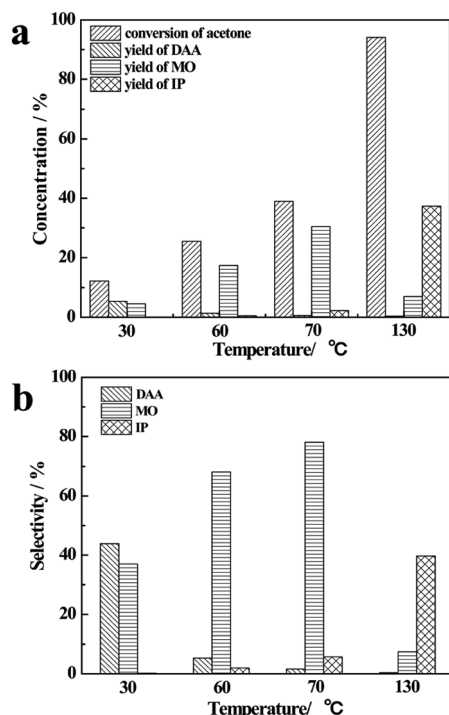 a
conversion of acetone
yield of DAA
yield of MO
yield of IP
Concentration / %
100
80
60
40
20
0
30 60 70 130
Temperature/ ℃
b
DAA
MO
IP
Selectivity / %
100
80
60
40
20
0
30 60 70 130
Temperature/ ℃